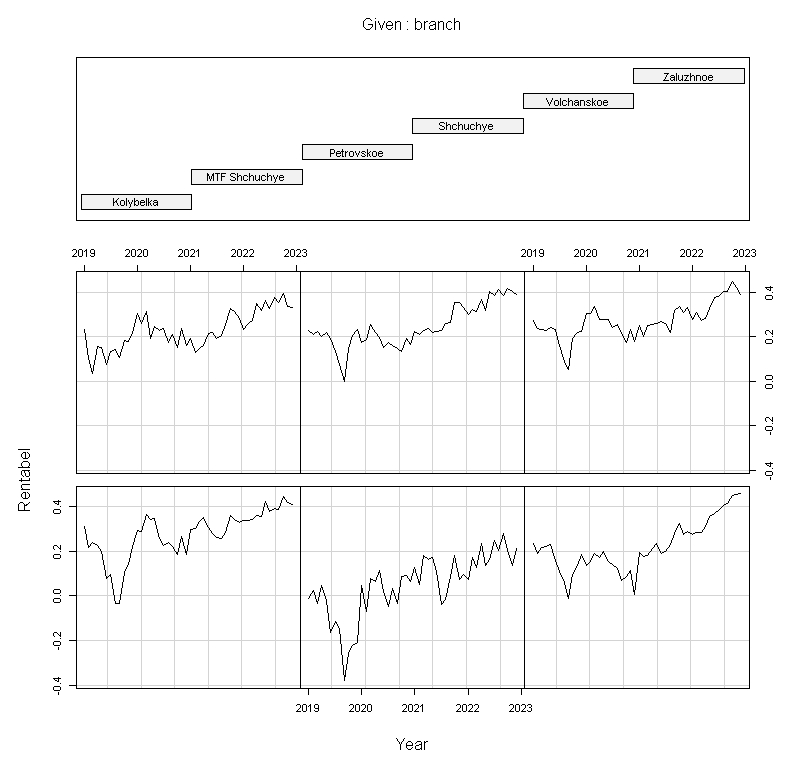 Given : branch
Zaluzhnoe
Volchanskoe
Shchuchye
Petrovskoe
MTF Shchuchye
Kolybelka
2019 2020 2021 2022 2023 2019 2020 2021 2022 2023
0.4
0.2
0.0
-0.2
-0.4
Rentabel
0.4
0.2
0.0
-0.2
-0.4
2019 2020 2021 2022 2023
Year